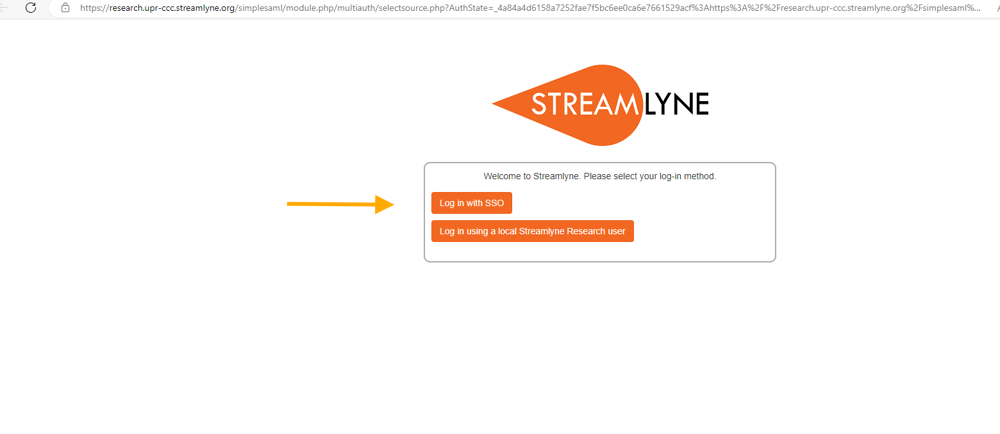 https://research.upr-ccc.streamlyne.org/simplesaml/module.php/multiauth/selectsource.php?AuthState=_4a84a4d6158a7252fae7f5bc6ee0ca6e7661529acf%3Ahttps%3A%2F%2Fresearch.upr-ccc.streamlyne.org%2Fsimplesaml%...
STREAMLYNE
Welcome to Streamlyne. Please select your log-in method.
Log in with SSO
Log in using a local Streamlyne Research user